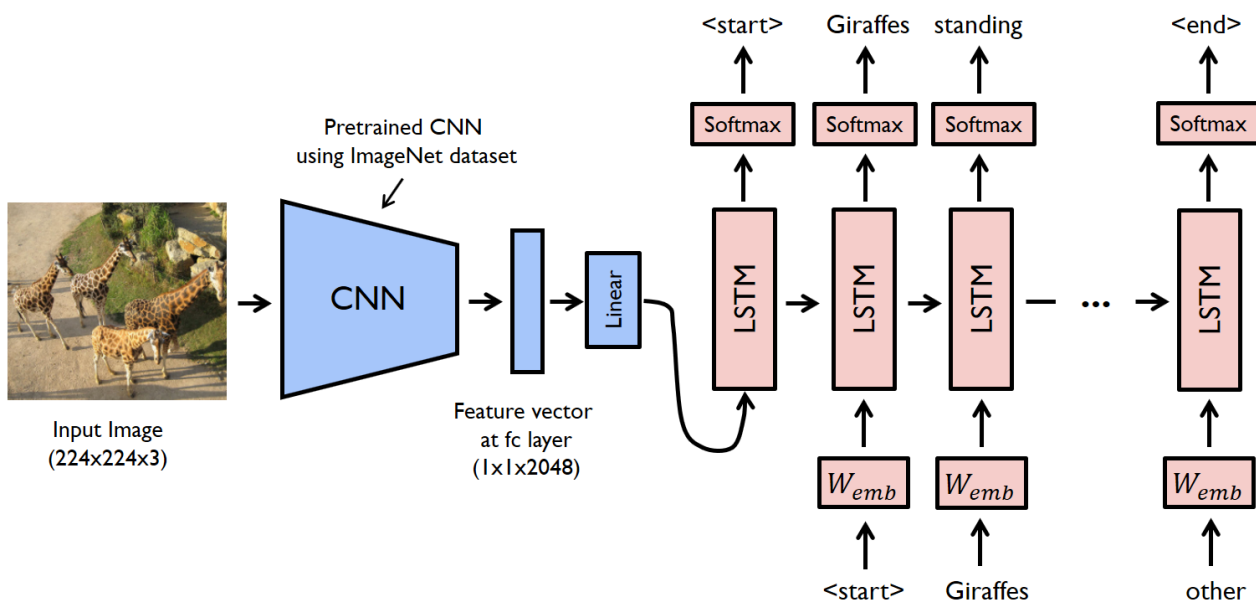 <start> Giraffes standing <end>
Softmax Softmax Softmax Softmax
Pretrained CNN
using ImageNet dataset
CNN
Linear
LSTM LSTM LSTM ... LSTM
Feature vector
at fc layer
(1x1x2048)
Input Image
(224x224x3)
W_emb W_emb W_emb
<start> Giraffes other